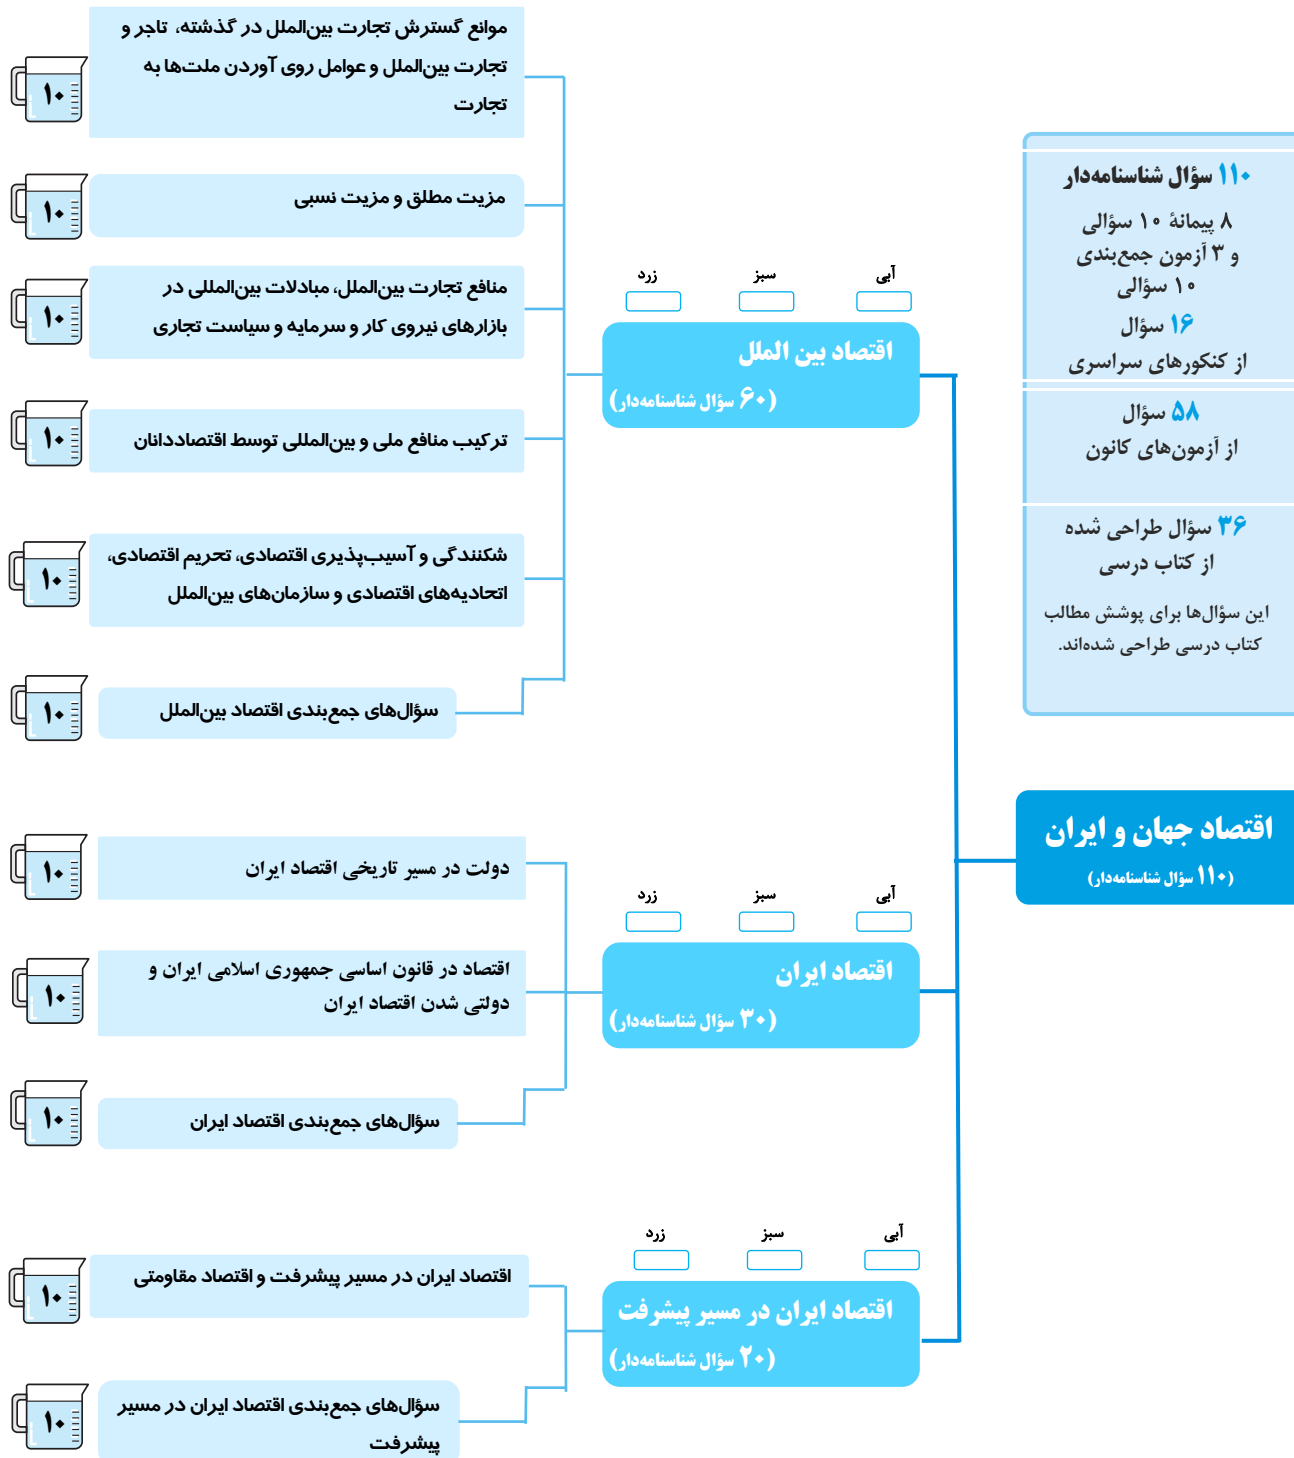 ۱۱۰ سؤال شناسنامه‌دار
۸ پیمانهٔ ۱۰ سؤالی
و ۳ آزمون جمع‌بندی
۱۰ سؤالی
۱۶ سؤال
از کنکورهای سراسری
۵۸ سؤال
از آزمون‌های کانون
۳۶ سؤال طراحی شده
از کتاب درسی
این سؤال‌ها برای پوشش مطالب
کتاب درسی طراحی شده‌اند.
اقتصاد جهان و ایران
(۱۱۰ سؤال شناسنامه‌دار)
آبی سبز زرد
اقتصاد بین الملل
(۶۰ سؤال شناسنامه‌دار)
موانع گسترش تجارت بین‌الملل در گذشته، تاجر و
تجارت بین‌الملل و عوامل روی آوردن ملت‌ها به
تجارت
۱۰
مزیت مطلق و مزیت نسبی
۱۰
منافع تجارت بین‌الملل، مبادلات بین‌المللی در
بازارهای نیروی کار و سرمایه و سیاست تجاری
۱۰
ترکیب منافع ملی و بین‌المللی توسط اقتصاددانان
۱۰
شکنندگی و آسیب‌پذیری اقتصادی، تحریم اقتصادی،
اتحادیه‌های اقتصادی و سازمان‌های بین‌الملل
۱۰
سؤال‌های جمع‌بندی اقتصاد بین‌الملل
۱۰
آبی سبز زرد
اقتصاد ایران
(۳۰ سؤال شناسنامه‌دار)
دولت در مسیر تاریخی اقتصاد ایران
۱۰
اقتصاد در قانون اساسی جمهوری اسلامی ایران و
دولتی شدن اقتصاد ایران
۱۰
سؤال‌های جمع‌بندی اقتصاد ایران
۱۰
آبی سبز زرد
اقتصاد ایران در مسیر پیشرفت
(۲۰ سؤال شناسنامه‌دار)
اقتصاد ایران در مسیر پیشرفت و اقتصاد مقاومتی
۱۰
سؤال‌های جمع‌بندی اقتصاد ایران در مسیر
پیشرفت
۱۰